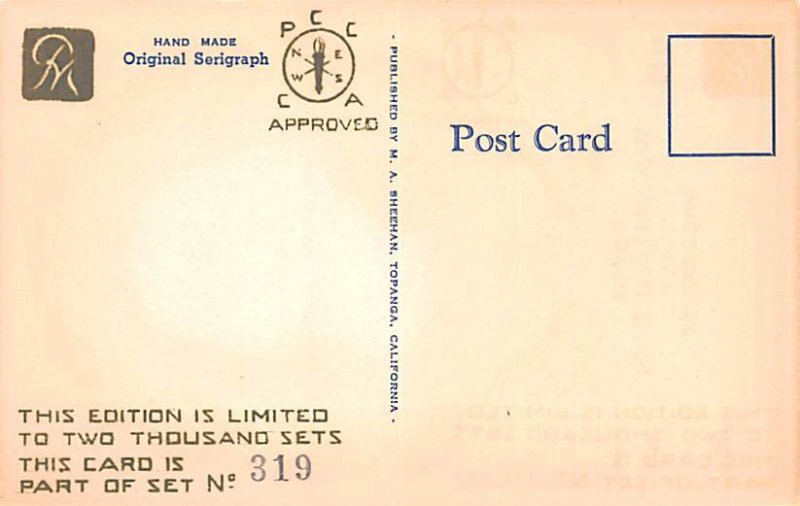 HAND MADE
Original Serigraph
P C C C A
N E S W
APPROVED
- PUBLISHED BY M. A. SHEEHAN, TOPANGA, CALIFORNIA -
Post Card
THIS EDITION IS LIMITED
TO TWO THOUSAND SETS
THIS CARD IS
PART OF SET Nº 319